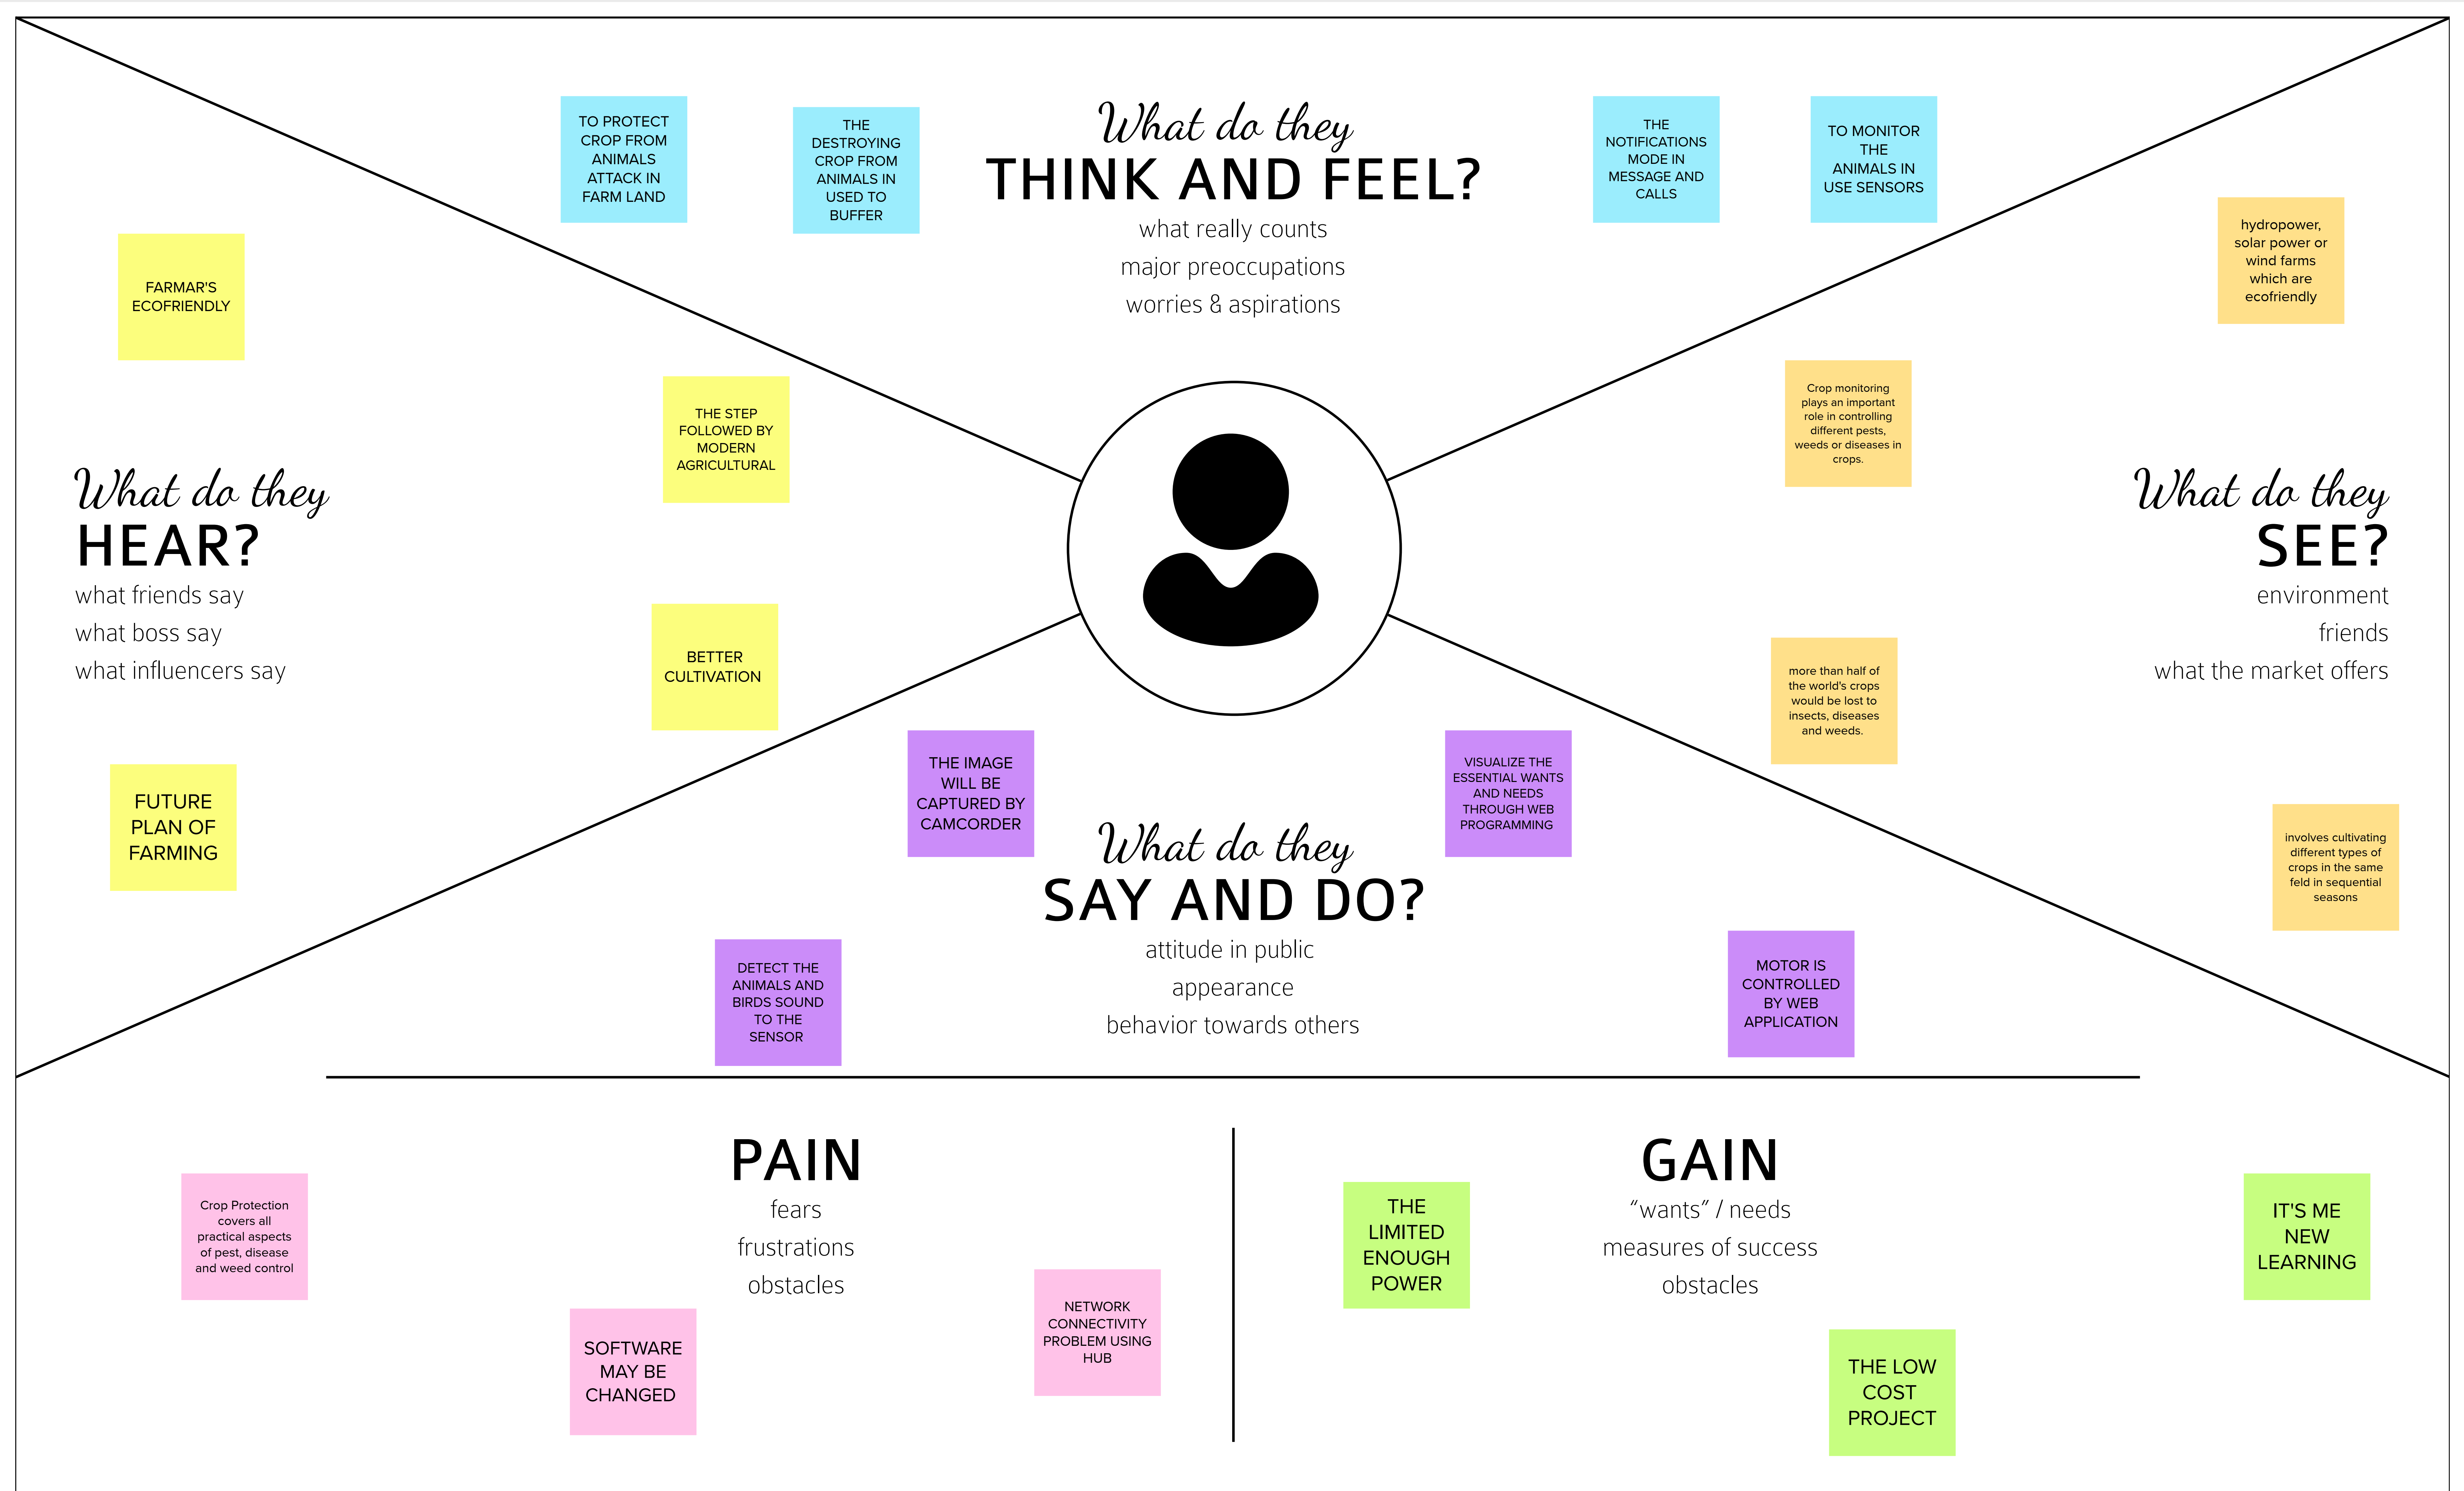 TO PROTECT
CROP FROM
ANIMALS
ATTACK IN
FARM LAND
THE
DESTROYING
CROP FROM
ANIMALS IN
USED TO
BUFFER
What do they
THINK AND FEEL?
what really counts
major preoccupations
worries & aspirations
THE
NOTIFICATIONS
MODE IN
MESSAGE AND
CALLS
TO MONITOR
THE
ANIMALS IN
USE SENSORS
FARMAR'S
ECOFRIENDLY
THE STEP
FOLLOWED BY
MODERN
AGRICULTURAL
What do they
HEAR?
what friends say
what boss say
what influencers say
BETTER
CULTIVATION
FUTURE
PLAN OF
FARMING
hydropower,
solar power or
wind farms
which are
ecofriendly
Crop monitoring
plays an important
role in controlling
different pests,
weeds or diseases in
crops.
What do they
SEE?
environment
friends
what the market offers
more than half of
the world's crops
would be lost to
insects, diseases
and weeds.
involves cultivating
different types of
crops in the same
feld in sequential
seasons
THE IMAGE
WILL BE
CAPTURED BY
CAMCORDER
VISUALIZE THE
ESSENTIAL WANTS
AND NEEDS
THROUGH WEB
PROGRAMMING
What do they
SAY AND DO?
attitude in public
appearance
behavior towards others
DETECT THE
ANIMALS AND
BIRDS SOUND
TO THE
SENSOR
MOTOR IS
CONTROLLED
BY WEB
APPLICATION
PAIN
fears
frustrations
obstacles
Crop Protection
covers all
practical aspects
of pest, disease
and weed control
SOFTWARE
MAY BE
CHANGED
NETWORK
CONNECTIVITY
PROBLEM USING
HUB
GAIN
“wants” / needs
measures of success
obstacles
THE
LIMITED
ENOUGH
POWER
THE LOW
COST
PROJECT
IT'S ME
NEW
LEARNING